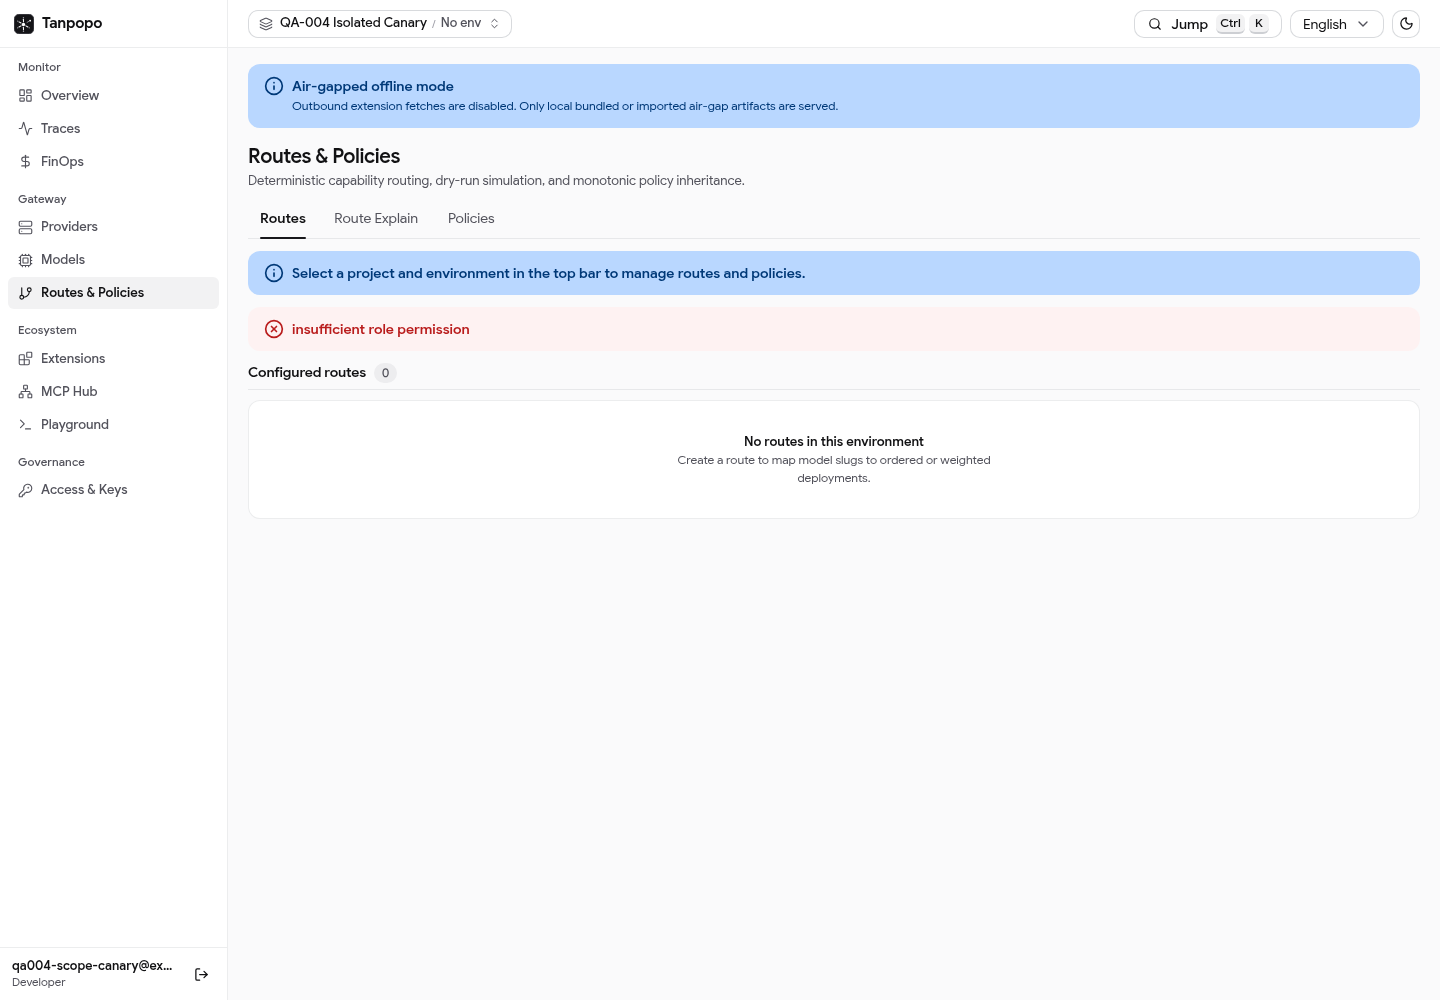 Tanpopo
QA-004 Isolated Canary / No env
Jump Ctrl K
English
Monitor
Overview
Traces
FinOps
Gateway
Providers
Models
Routes & Policies
Ecosystem
Extensions
MCP Hub
Playground
Governance
Access & Keys
qa004-scope-canary@ex...
Developer
Air-gapped offline mode
Outbound extension fetches are disabled. Only local bundled or imported air-gap artifacts are served.
Routes & Policies
Deterministic capability routing, dry-run simulation, and monotonic policy inheritance.
Routes Route Explain Policies
Select a project and environment in the top bar to manage routes and policies.
insufficient role permission
Configured routes 0
No routes in this environment
Create a route to map model slugs to ordered or weighted
deployments.